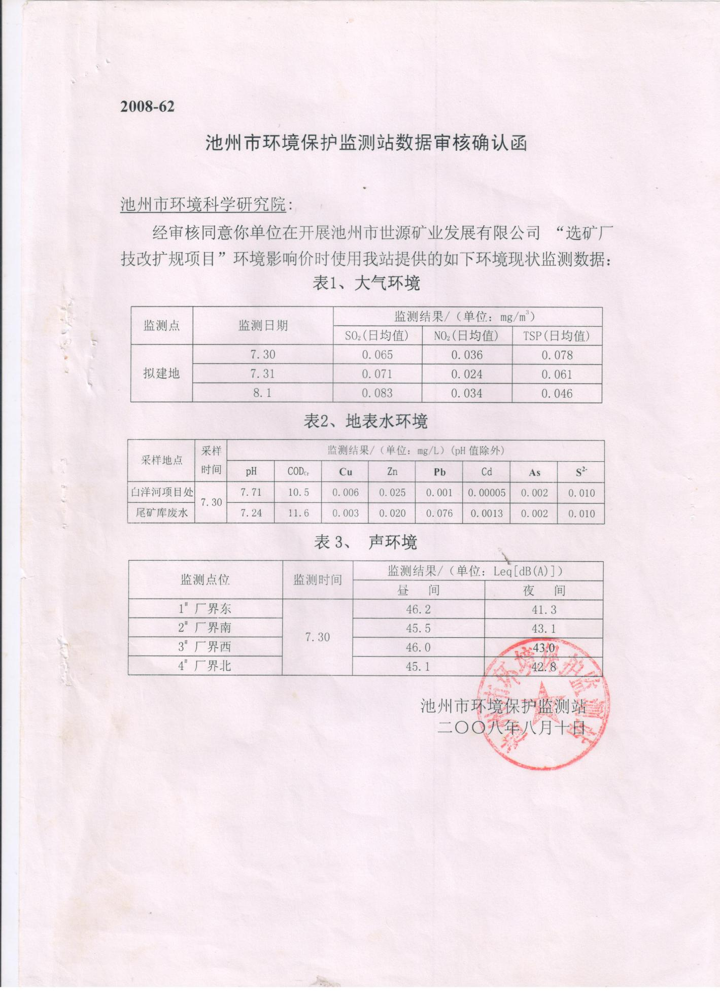 2008-62
池州市环境保护监测站数据审核确认函
池州市环境科学研究院：
经审核同意你单位在开展池州市世源矿业发展有限公司 “选矿厂
技改扩规项目”环境影响价时使用我站提供的如下环境现状监测数据：
表1、大气环境
监测点 监测日期 监测结果/（单位：mg/m³）
SO₂(日均值) NO₂(日均值) TSP(日均值)
拟建地 7.30 0.065 0.036 0.078
7.31 0.071 0.024 0.061
8.1 0.083 0.034 0.046
表2、地表水环境
采样地点 采样时间 监测结果/（单位：mg/L）(pH值除外)
pH CODcr Cu Zn Pb Cd As S²⁻
白洋河项目处 7.30 7.71 10.5 0.006 0.025 0.001 0.00005 0.002 0.010
尾矿库废水 7.24 11.6 0.003 0.020 0.076 0.0013 0.002 0.010
表 3、 声环境
监测点位 监测时间 监测结果/（单位：Leq[dB(A)]）
昼 间 夜 间
1# 厂界东 7.30 46.2 41.3
2# 厂界南 45.5 43.1
3# 厂界西 46.0 43.0
4# 厂界北 45.1 42.8
池州市环境保护监测站
二〇〇八年八月十日
池州市环境保护监测站